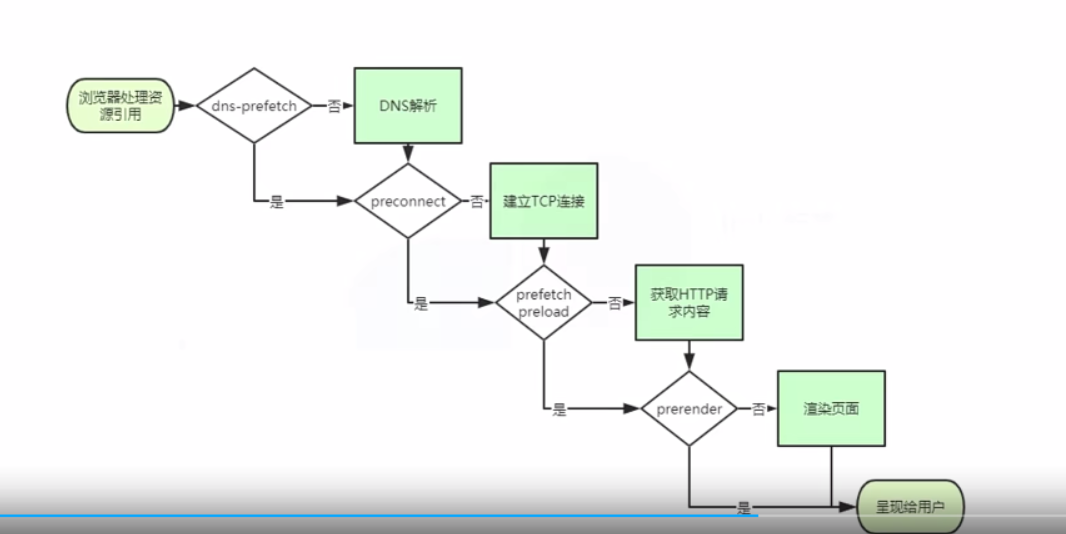 浏览器处理资
源引用
dns-prefetch
否
DNS解析
是
preconnect
否
建立TCP连接
是
prefetch
preload
否
获取HTTP请
求内容
是
prerender
否
渲染页面
是
呈现给用户